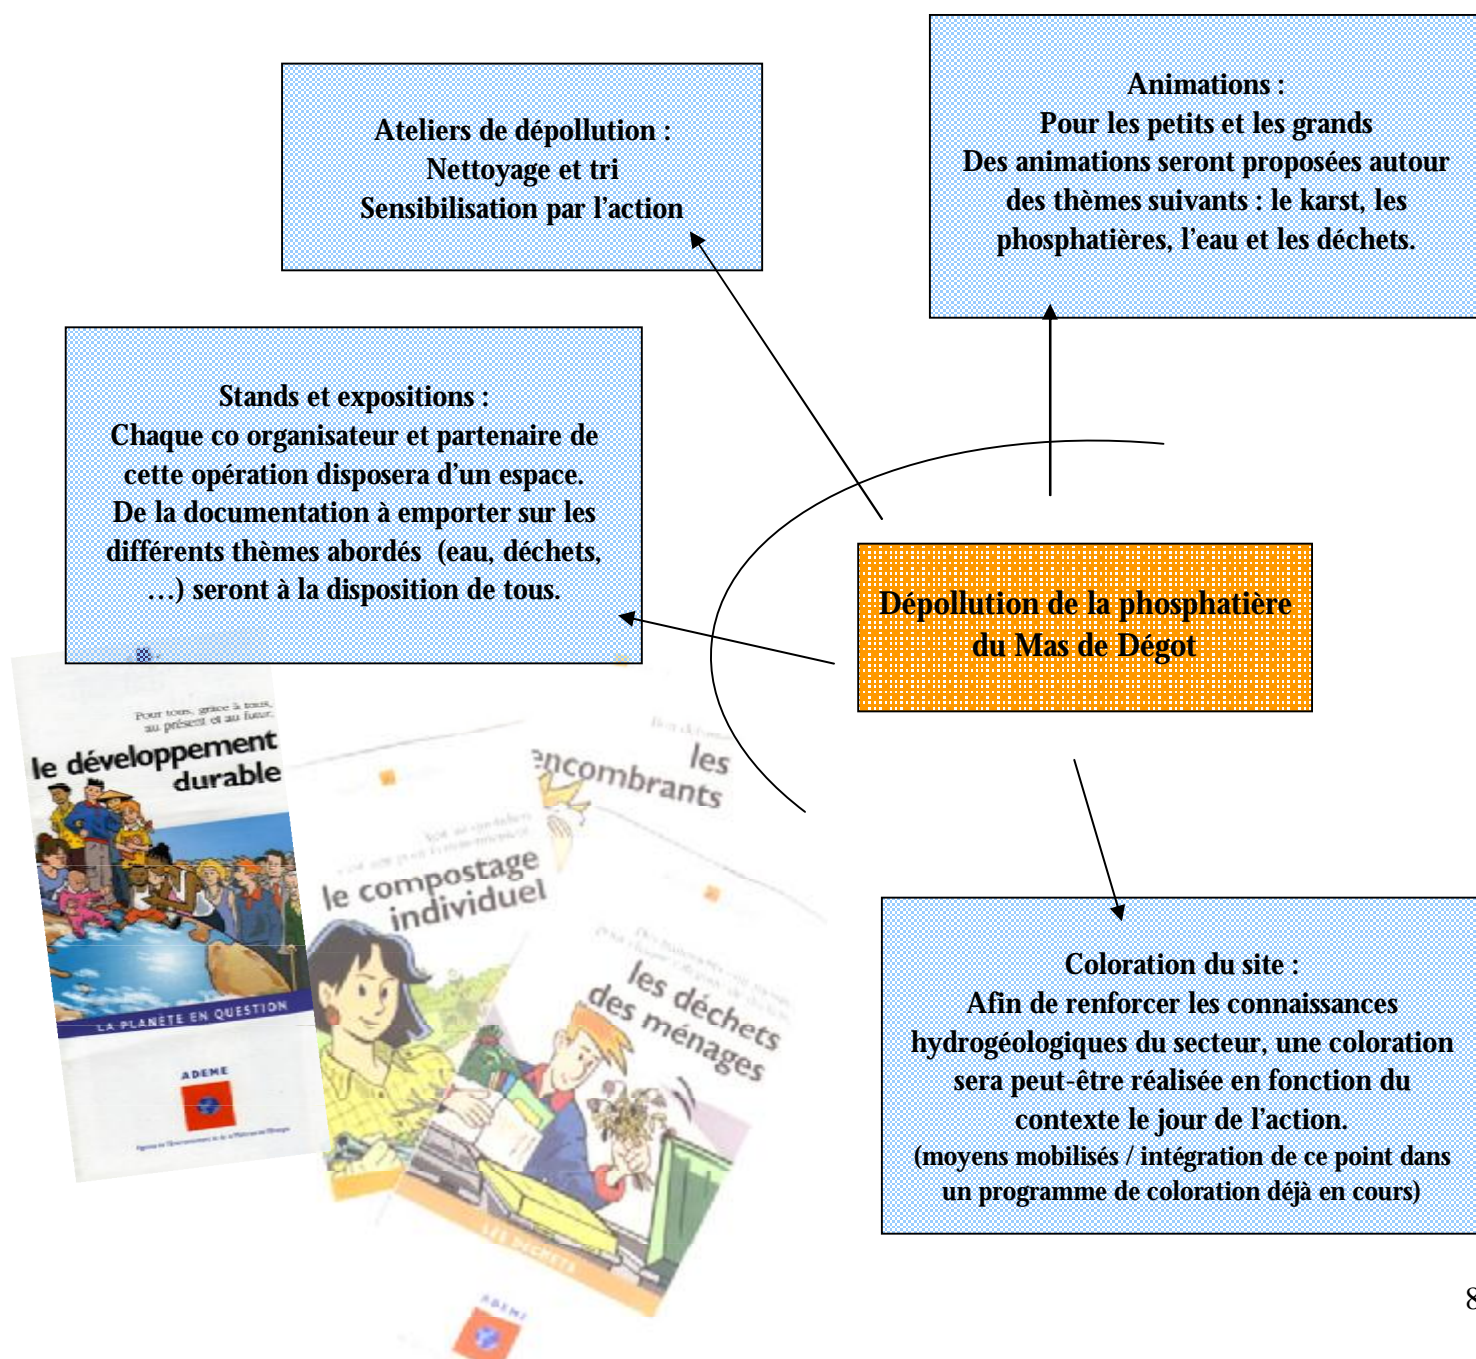 Ateliers de dépollution :
Nettoyage et tri
Sensibilisation par l'action
Animations :
Pour les petits et les grands
Des animations seront proposées autour
des thèmes suivants : le karst, les
phosphatières, l'eau et les déchets.
Stands et expositions :
Chaque co organisateur et partenaire de
cette opération disposera d'un espace.
De la documentation à emporter sur les
différents thèmes abordés  (eau, déchets,
…) seront à la disposition de tous.
Dépollution de la phosphatière
du Mas de Dégot
Pour tous, grâce à tous,
au présent et au futur,
le développement
durable
LA PLANÈTE EN QUESTION
ADEME
les
encombrants
le compostage
individuel
les déchets
des ménages
LES DÉCHETS
ADEME
Coloration du site :
Afin de renforcer les connaissances
hydrogéologiques du secteur, une coloration
sera peut-être réalisée en fonction du
contexte le jour de l'action.
(moyens mobilisés / intégration de ce point dans
un programme de coloration déjà en cours)
8